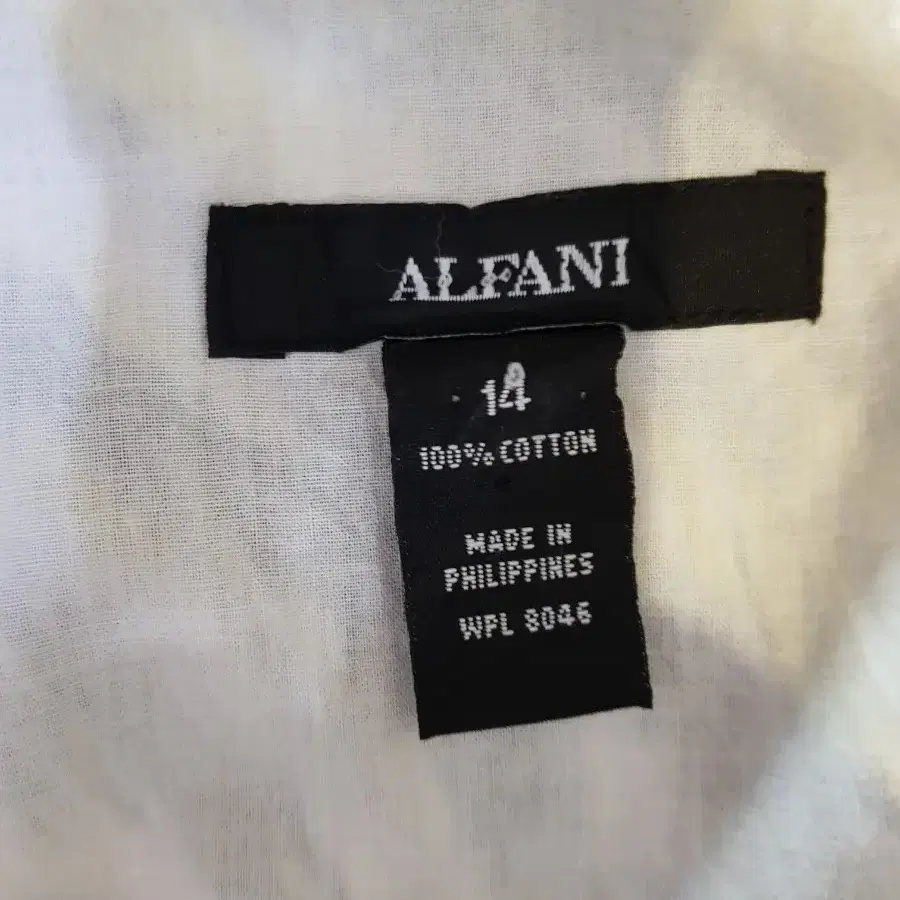 ALFANI
14
100% COTTON
MADE IN
PHILIPPINES
WPL 8046